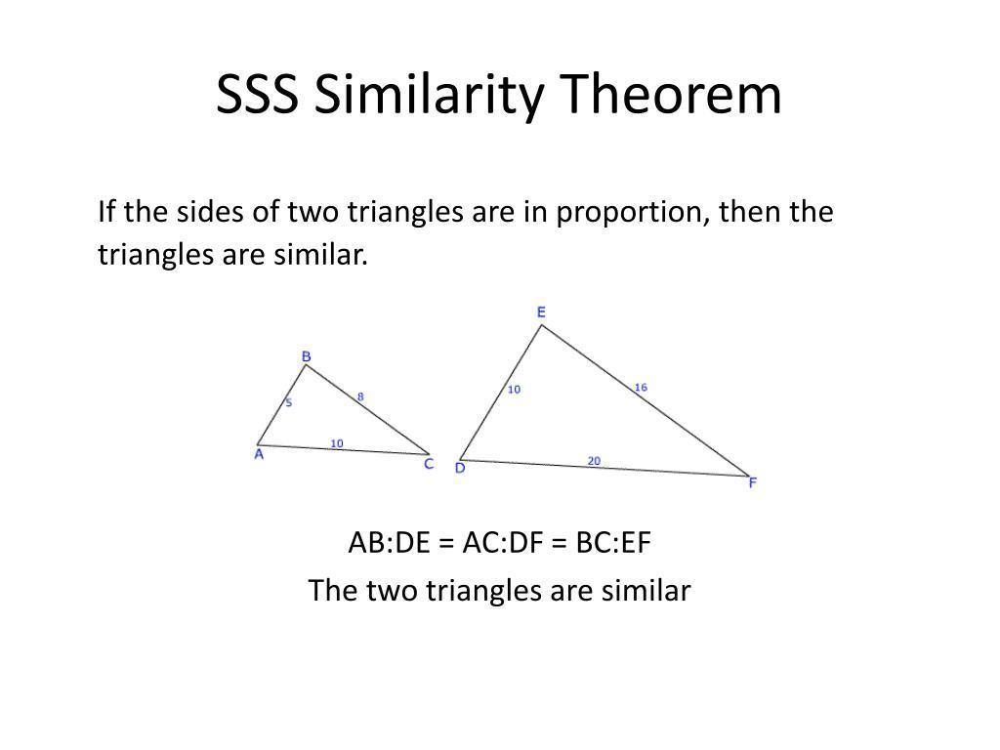 SSS Similarity Theorem
If the sides of two triangles are in proportion, then the
triangles are similar.
E
B
10
16
5
8
10
A
C
D
20
F
AB:DE = AC:DF = BC:EF
The two triangles are similar